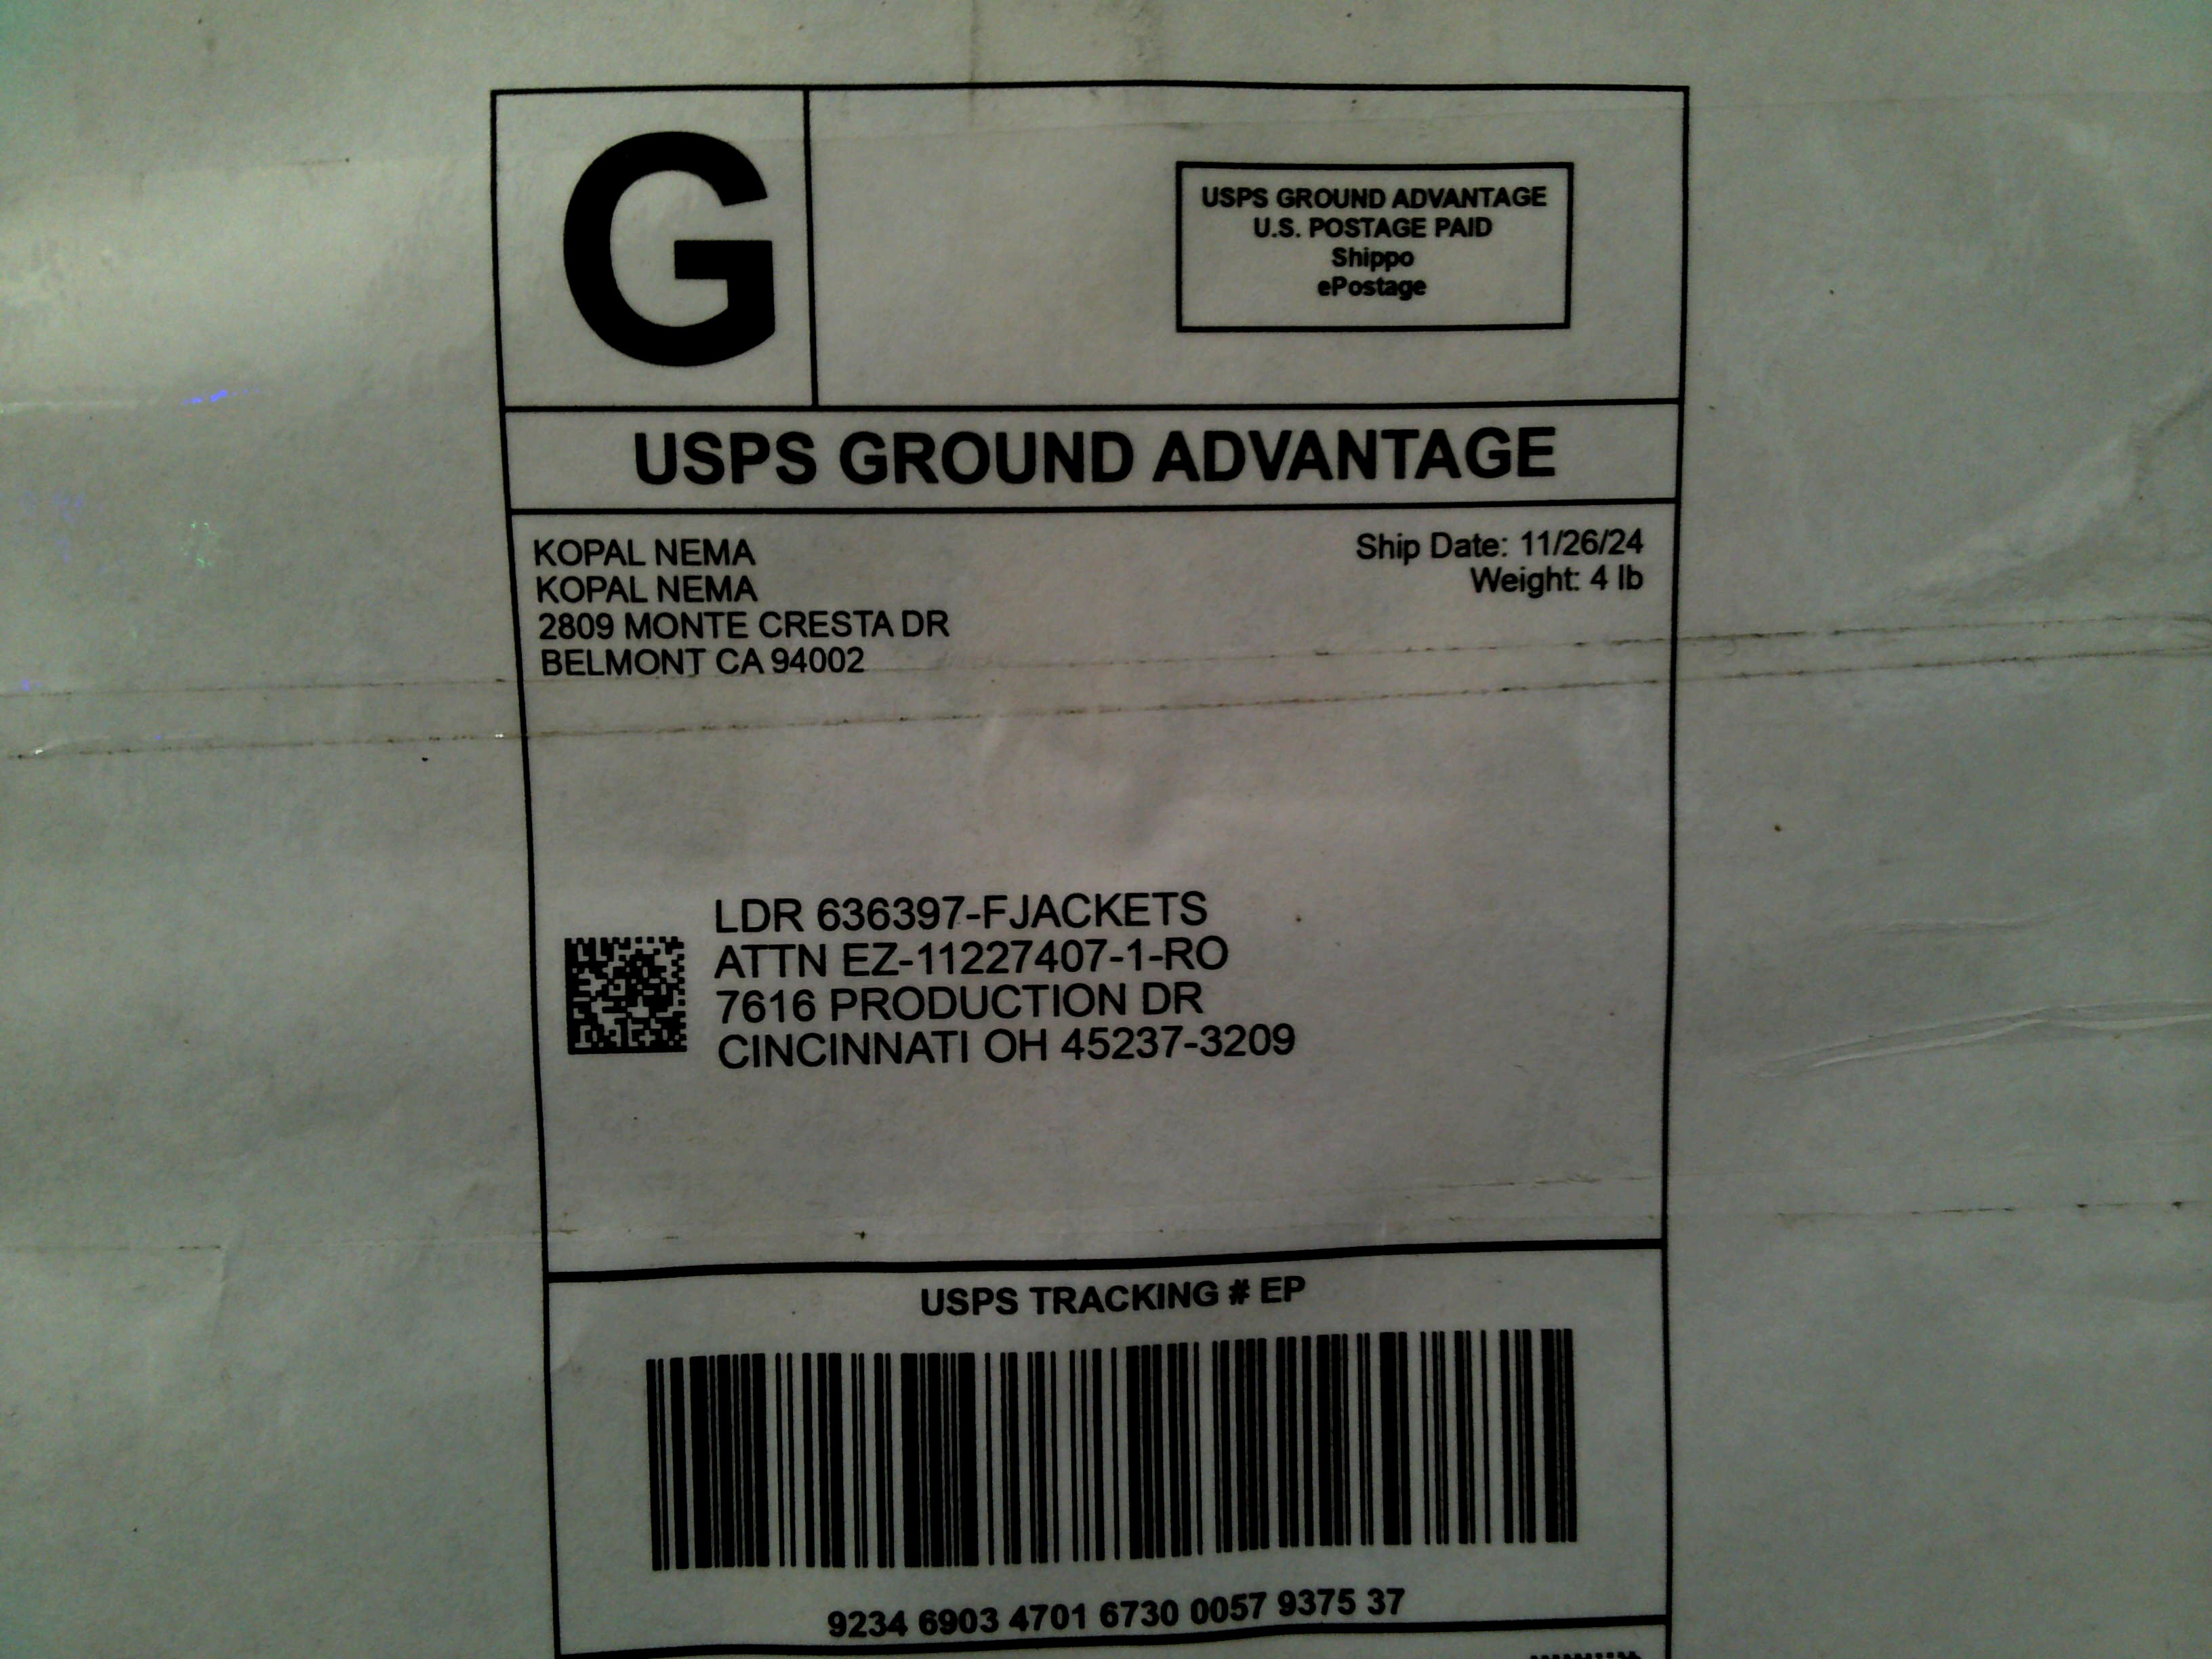 G
USPS GROUND ADVANTAGE
U.S. POSTAGE PAID
Shippo
ePostage
USPS GROUND ADVANTAGE
KOPAL NEMA
KOPAL NEMA
2809 MONTE CRESTA DR
BELMONT CA 94002
Ship Date: 11/26/24
Weight: 4 lb
LDR 636397-FJACKETS
ATTN EZ-11227407-1-RO
7616 PRODUCTION DR
CINCINNATI OH 45237-3209
USPS TRACKING # EP
9234 6903 4701 6730 0057 9375 37